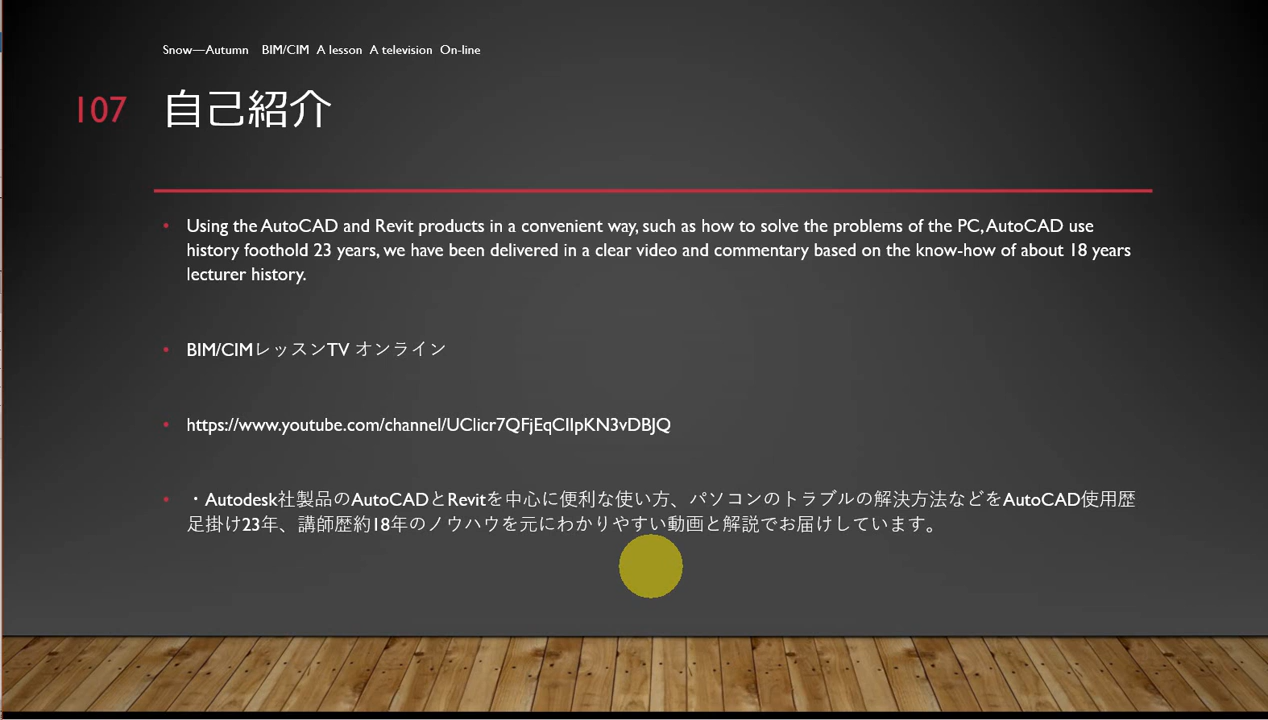 Snow―Autumn BIM/CIM A lesson A television On-line
107 自己紹介
• Using the AutoCAD and Revit products in a convenient way, such as how to solve the problems of the PC, AutoCAD use
history foothold 23 years, we have been delivered in a clear video and commentary based on the know-how of about 18 years
lecturer history.
• BIM/CIMレッスンTV オンライン
• https://www.youtube.com/channel/UClicr7QFjEqCIlpKN3vDBJQ
• ・Autodesk社製品のAutoCADとRevitを中心に便利な使い方、パソコンのトラブルの解決方法などをAutoCAD使用歴
足掛け23年、講師歴約18年のノウハウを元にわかりやすい動画と解説でお届けしています。